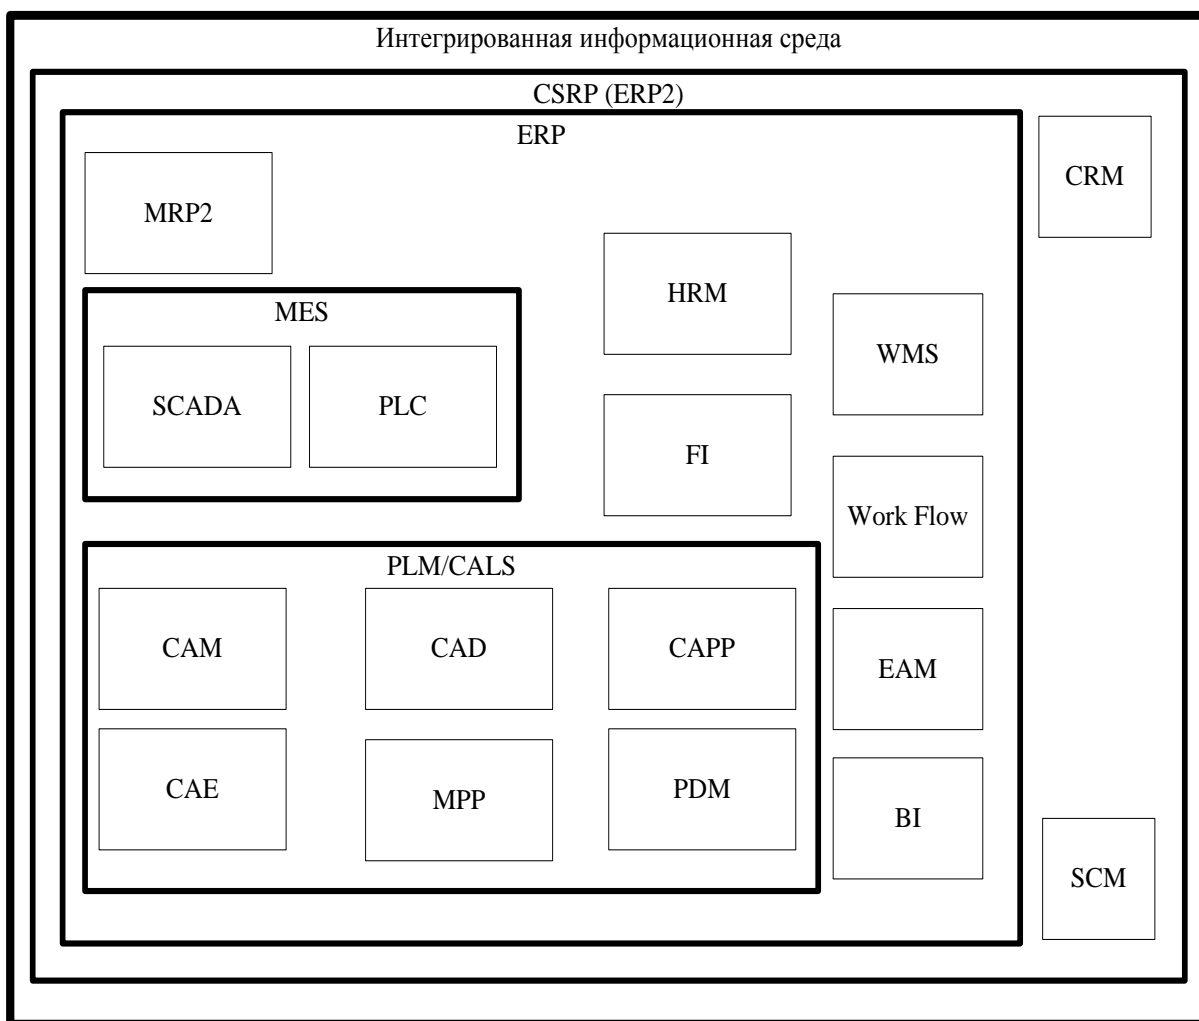 Интегрированная информационная среда
CSRP (ERP2)
ERP
CRM
MRP2
HRM
MES
WMS
SCADA
PLC
FI
Work Flow
PLM/CALS
CAM
CAD
CAPP
EAM
CAE
MPP
PDM
BI
SCM